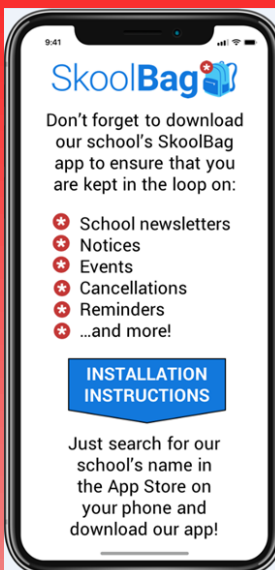 9:41
SkoolBag
Don't forget to download
our school's SkoolBag
app to ensure that you
are kept in the loop on:
School newsletters
Notices
Events
Cancellations
Reminders
...and more!
INSTALLATION
INSTRUCTIONS
Just search for our
school's name in
the App Store on
your phone and
download our app!